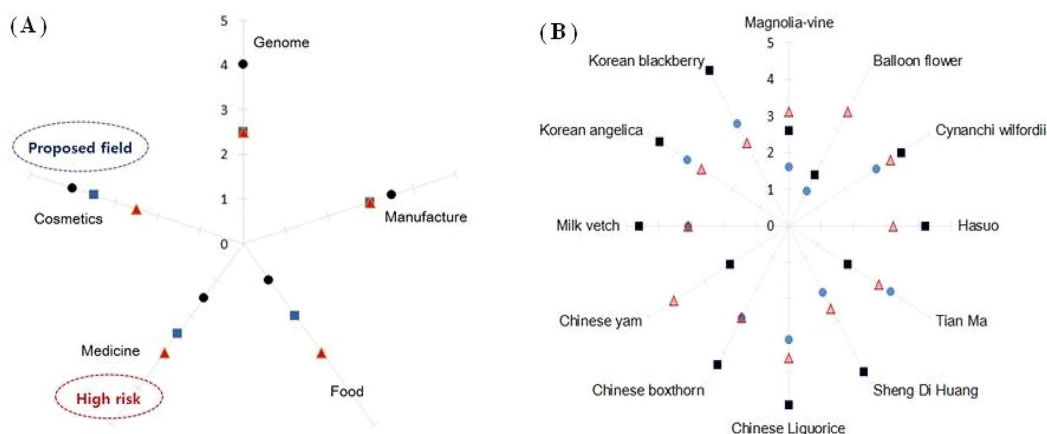 (A)
5
Genome
4
3
2
1
0
Proposed field
Cosmetics
Manufacture
Medicine
High risk
Food
(B)
Magnolia-vine
5
Korean blackberry
Balloon flower
4
3
Korean angelica
Cynanchi wilfordii
2
1
Milk vetch
0
Hasuo
Chinese yam
Tian Ma
Chinese boxthorn
Sheng Di Huang
Chinese Liquorice